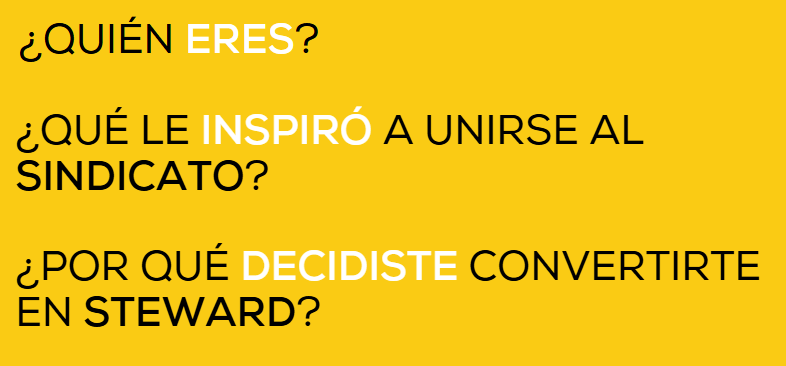 ¿QUIÉN ERES?
¿QUÉ LE INSPIRÓ A UNIRSE AL
SINDICATO?
¿POR QUÉ DECIDISTE CONVERTIRTE
EN STEWARD?